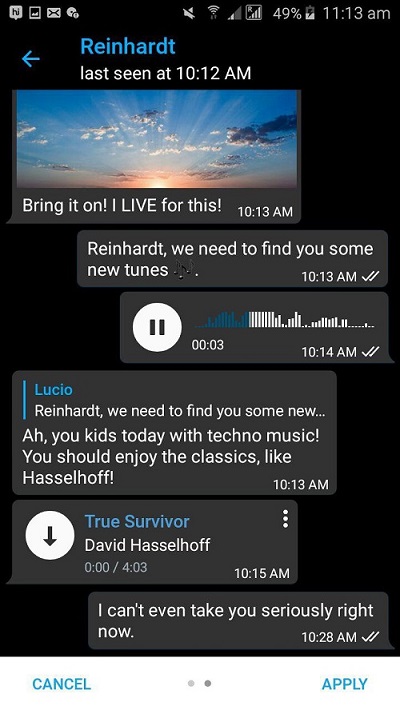 49% 11:13 am
Reinhardt
last seen at 10:12 AM
Bring it on! I LIVE for this!
10:13 AM
Reinhardt, we need to find you some
new tunes 🎶.
10:13 AM
00:03
10:14 AM
Lucio
Reinhardt, we need to find you some new...
Ah, you kids today with techno music!
You should enjoy the classics, like
Hasselhoff!
10:13 AM
True Survivor
David Hasselhoff
0:00 / 4:03
10:15 AM
I can't even take you seriously right
now.
10:28 AM
CANCEL
APPLY